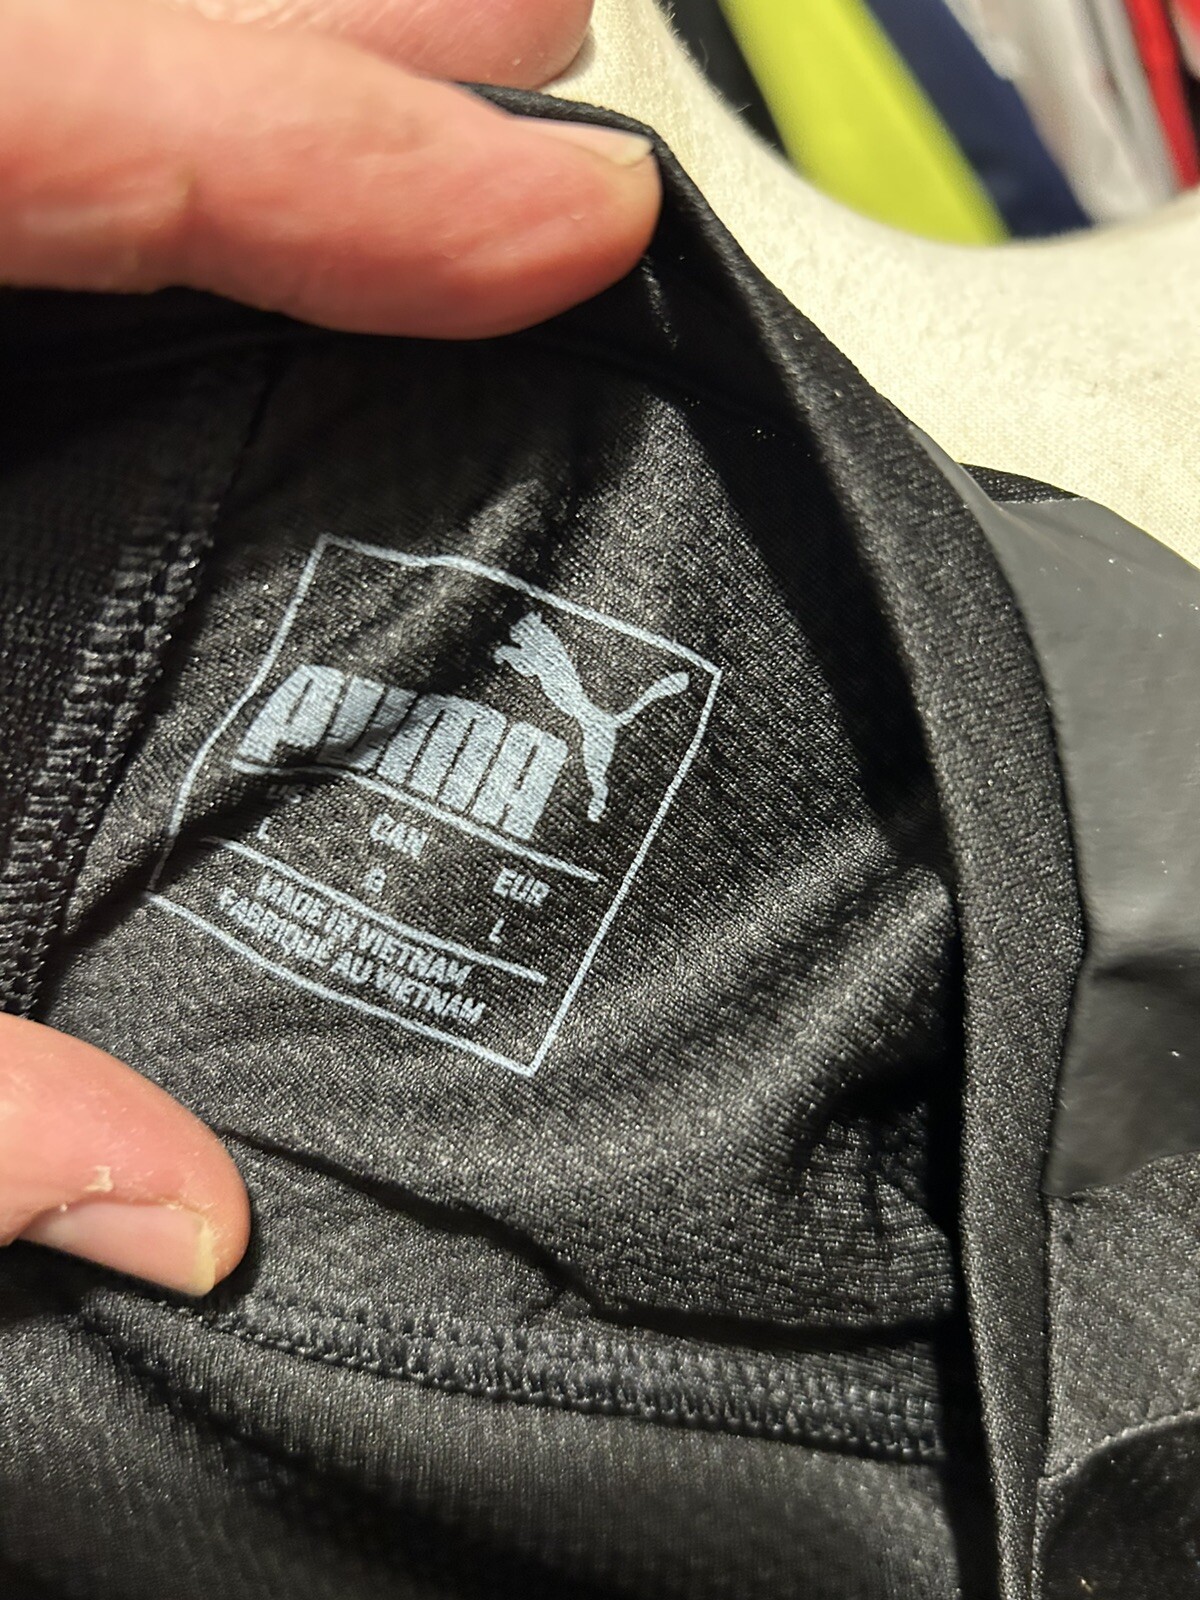 PUMA
CAN EUR
L G L
MADE IN VIETNAM
FABRIQUÉ AU VIETNAM